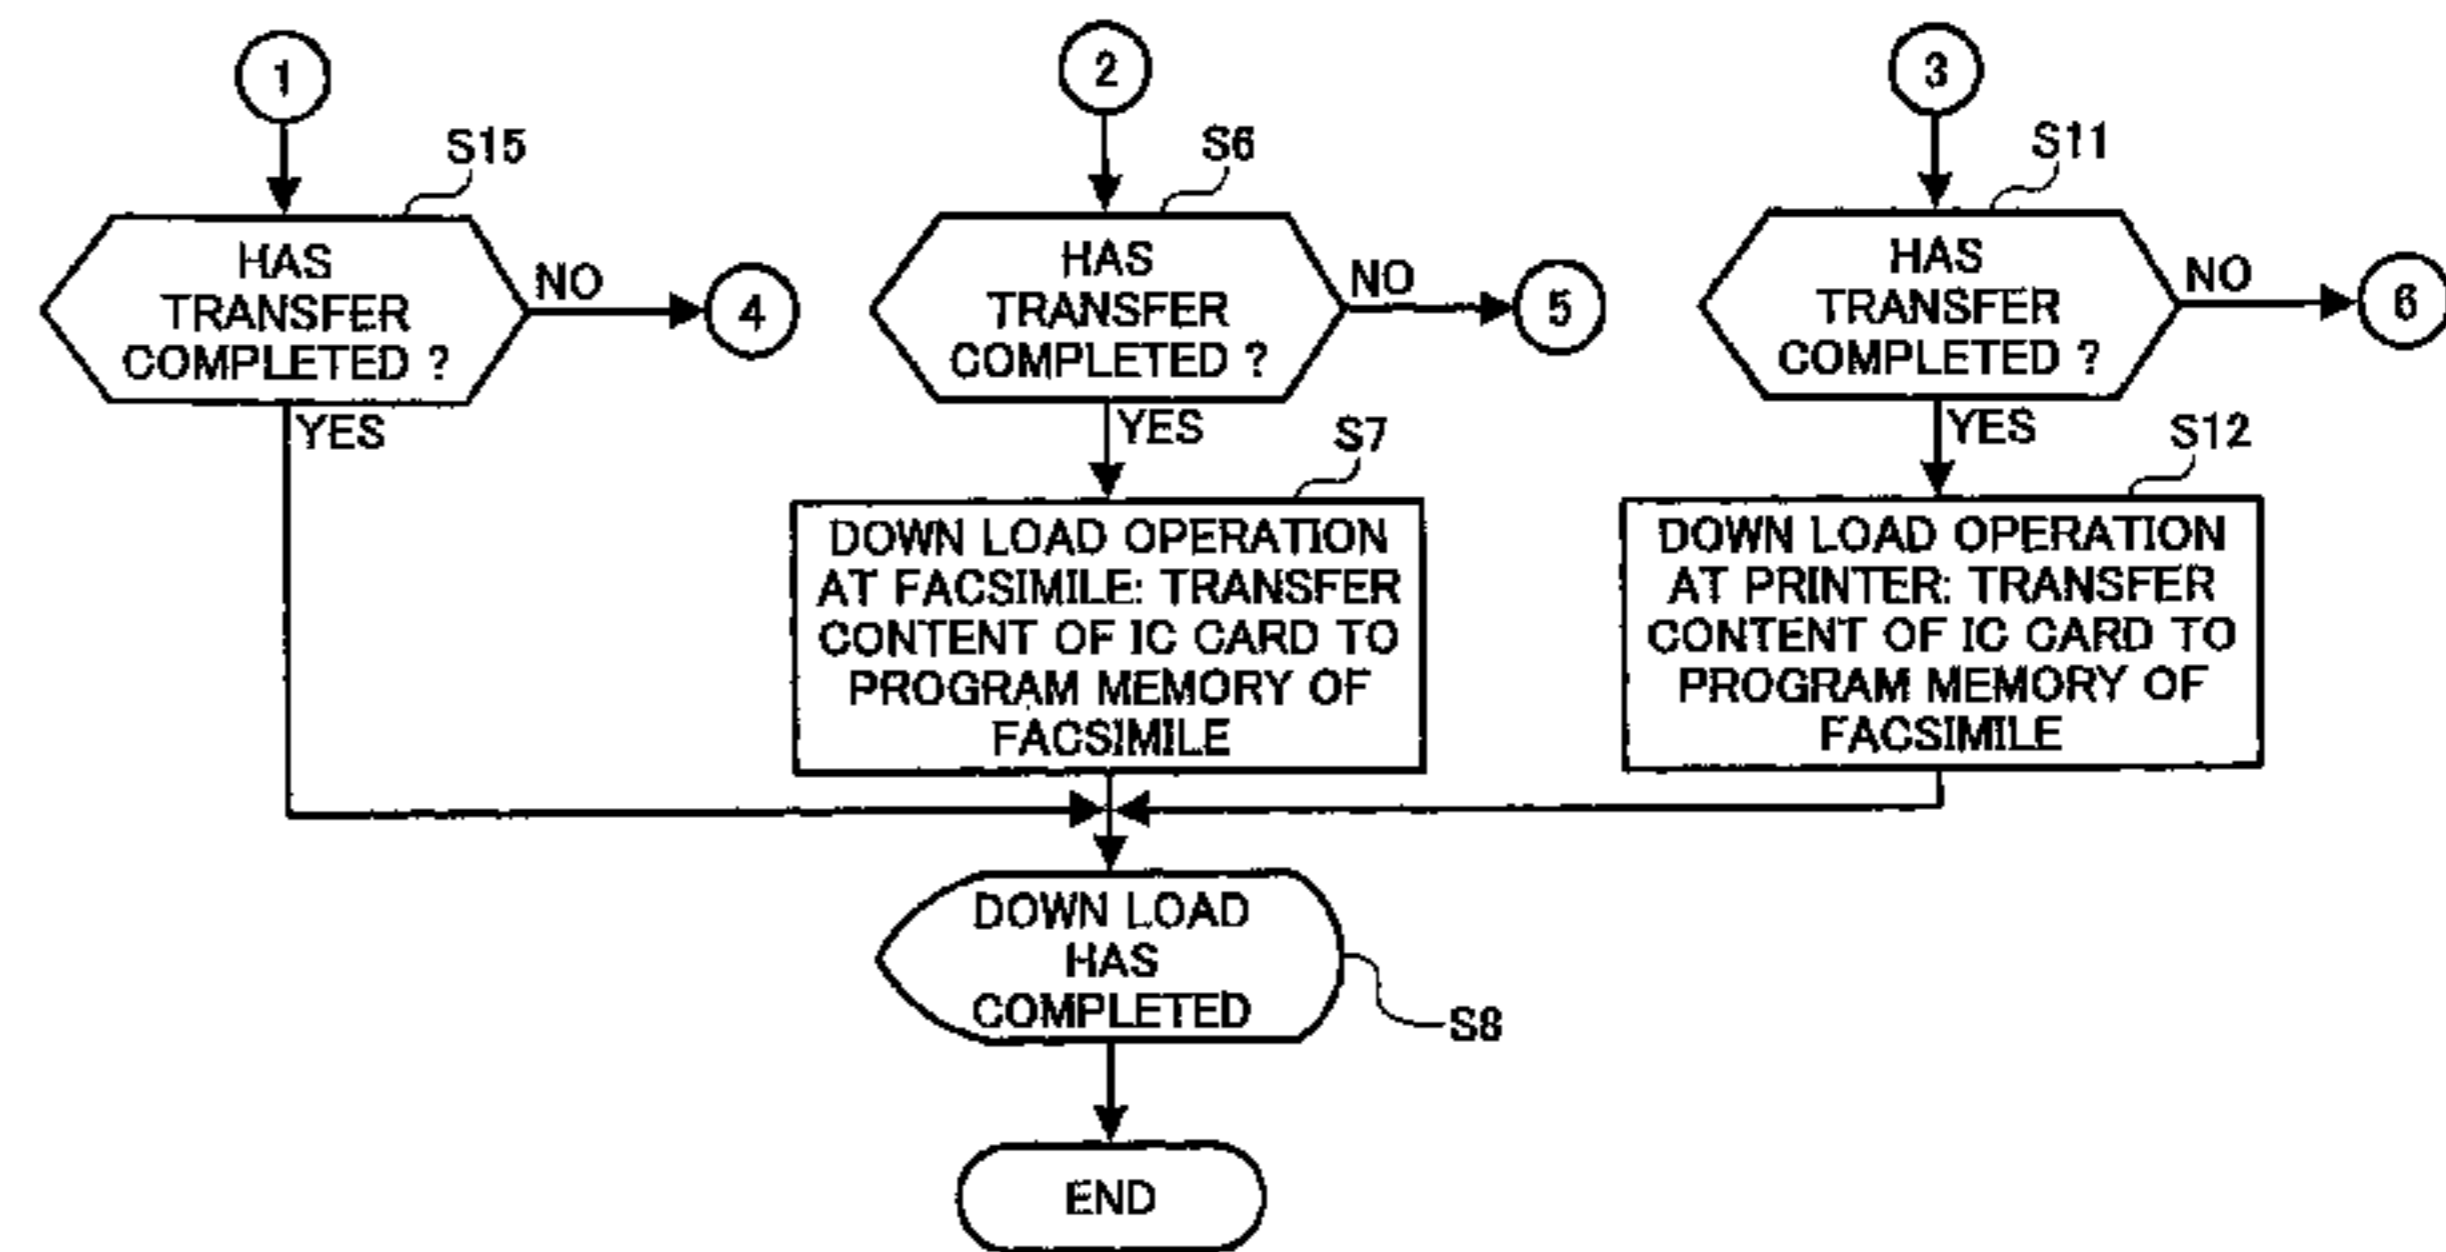 1
S15
HAS
TRANSFER
COMPLETED ?
NO
4
YES
2
S6
HAS
TRANSFER
COMPLETED ?
NO
5
YES
S7
DOWN LOAD OPERATION
AT FACSIMILE: TRANSFER
CONTENT OF IC CARD TO
PROGRAM MEMORY OF
FACSIMILE
3
S11
HAS
TRANSFER
COMPLETED ?
NO
6
YES
S12
DOWN LOAD OPERATION
AT PRINTER: TRANSFER
CONTENT OF IC CARD TO
PROGRAM MEMORY OF
FACSIMILE
DOWN LOAD
HAS
COMPLETED
S8
END